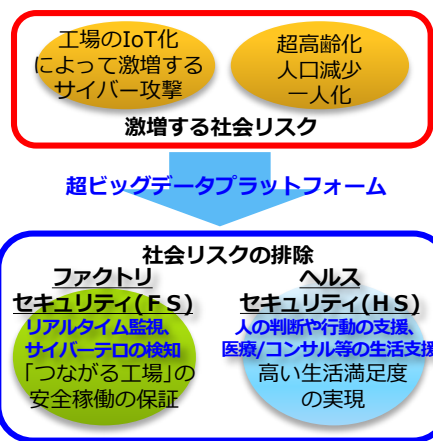 工場のIoT化
によって激増する
サイバー攻撃
超高齢化
人口減少
一人化
激増する社会リスク
超ビッグデータプラットフォーム
社会リスクの排除
ファクトリ
セキュリティ(ＦＳ)
リアルタイム監視、
サイバーテロの検知
「つながる工場」の
安全稼働の保証
ヘルス
セキュリティ(ＨＳ)
人の判断や行動の支援、
医療/コンサル等の生活支援
高い生活満足度
の実現